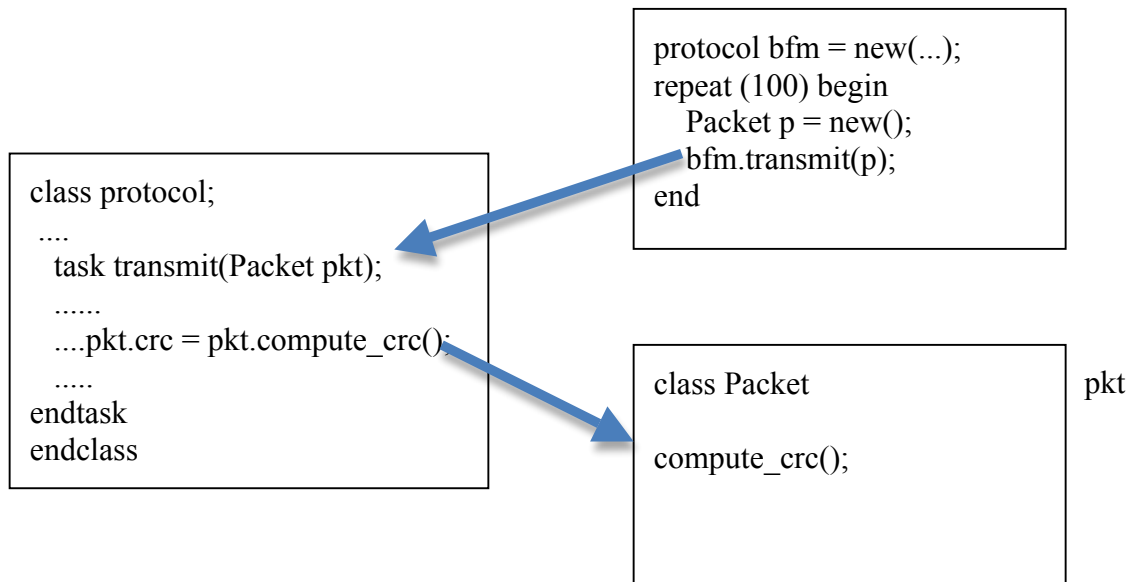 protocol bfm = new(...);
repeat (100) begin
Packet p = new();
bfm.transmit(p);
end
class protocol;
....
task transmit(Packet pkt);
......
....pkt.crc = pkt.compute_crc();
.....
endtask
endclass
class Packet
pkt
compute_crc();